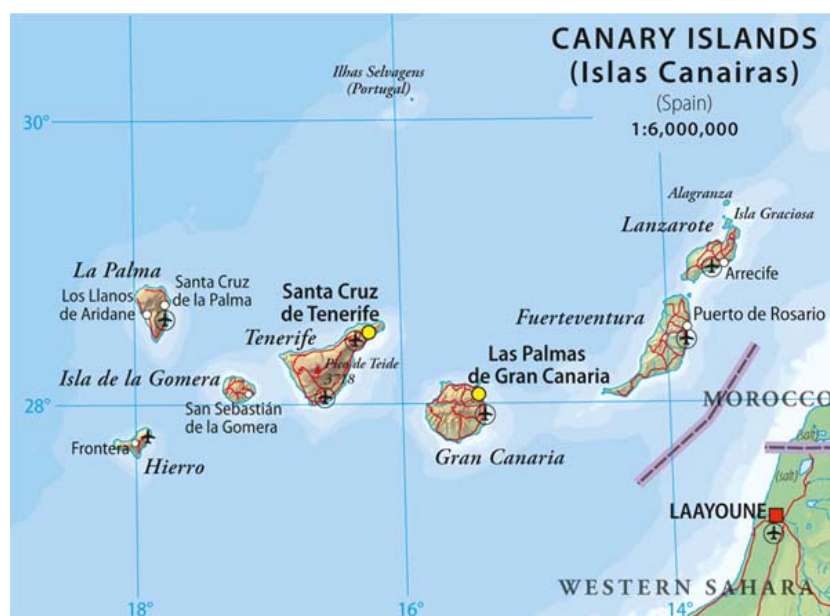 CANARY ISLANDS
(Islas Canairas)
(Spain)
1:6,000,000
Ilhas Selvagens
(Portugal)
30°
Alagranza
Isla Graciosa
Lanzarote
Arrecife
La Palma
Santa Cruz
de la Palma
Los Llanos
de Aridane
Santa Cruz
de Tenerife
Tenerife
Pico de Teide
3718
Fuerteventura
Puerto de Rosario
Las Palmas
de Gran Canaria
Isla de la Gomera
San Sebastián
de la Gomera
28°
MOROCCO
Frontera
Hierro
Gran Canaria
(salt)
(salt)
LAAYOUNE
WESTERN SAHARA
18°
16°
14°